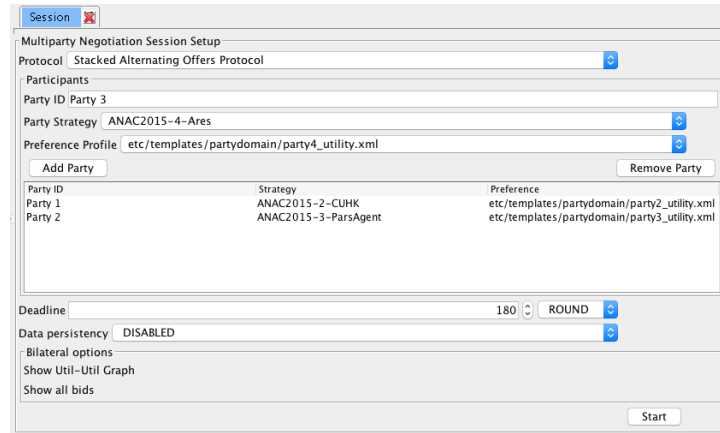 Session
Multiparty Negotiation Session Setup
Protocol Stacked Alternating Offers Protocol
Participants
Party ID Party 3
Party Strategy ANAC2015-4-Ares
Preference Profile etc/templates/partydomain/party4_utility.xml
Add Party Remove Party
Party ID Strategy Preference
Party 1 ANAC2015-2-CUHK etc/templates/partydomain/party2_utility.xml
Party 2 ANAC2015-3-ParsAgent etc/templates/partydomain/party3_utility.xml
Deadline 180 ROUND
Data persistency DISABLED
Bilateral options
Show Util-Util Graph
Show all bids
Start